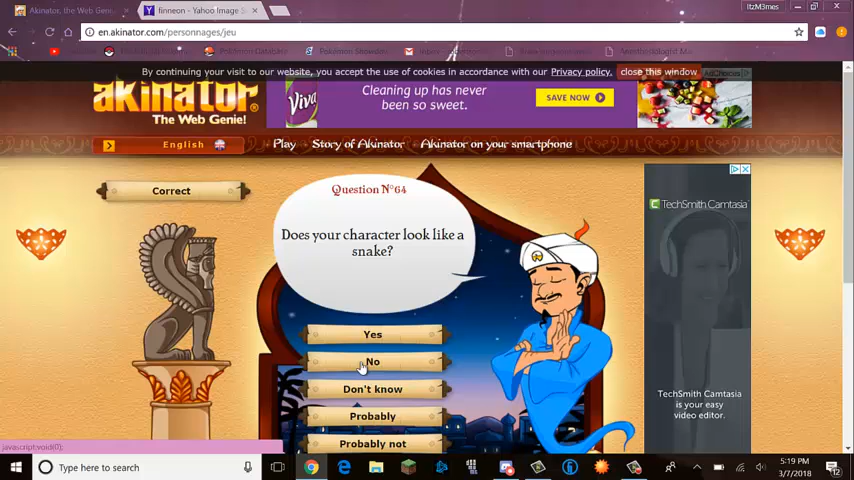 Akinator, the Web Genie
finneon - Yahoo Image S
ItzM3mes
en.akinator.com/personnages/jeu
Pokemon Showdown
By continuing your visit to our website, you accept the use of cookies in accordance with our Privacy policy. close this window
AdChoices
akinator®
The Web Genie!
Viva
Cleaning up has never
been so sweet.
SAVE NOW
English
Play
Story of Akinator
Akinator on your smartphone
Correct
Question N°64
Does your character look like a
snake?
Yes
No
Don't know
Probably
Probably not
TechSmith Camtasia
TechSmith Camtasia
is your easy
video editor.
javascript:void(0);
Type here to search
5:19 PM
3/7/2018
12